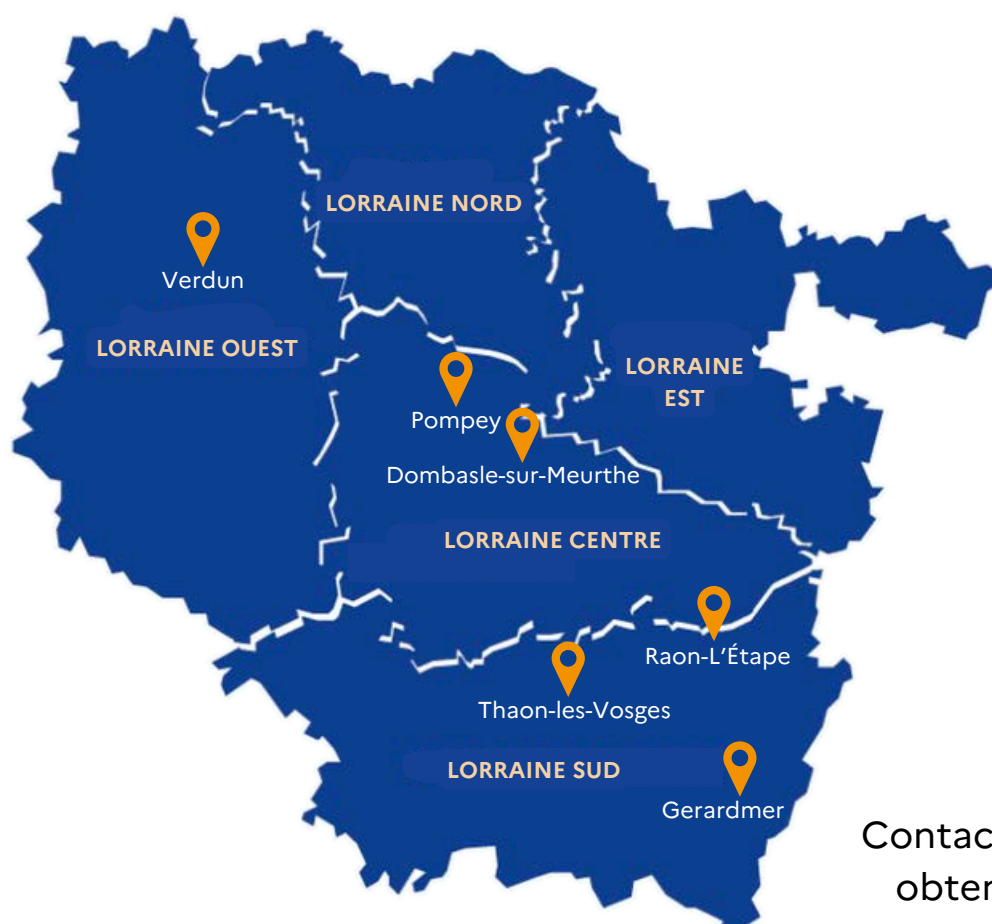 LORRAINE NORD
Verdun
LORRAINE OUEST
LORRAINE
EST
Pompey
Dombasle-sur-Meurthe
LORRAINE CENTRE
Raon-L'Étape
Thaon-les-Vosges
LORRAINE SUD
Gerardmer
Contac
obten